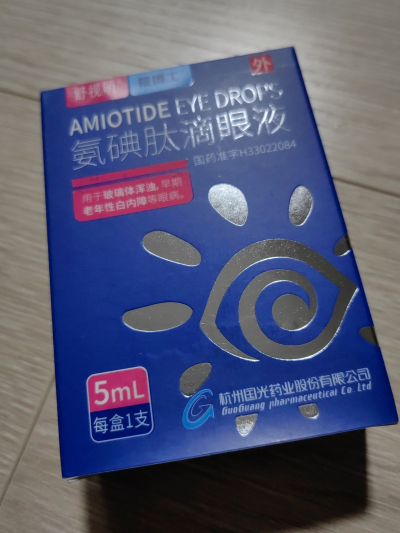 舒视明
睛博士
外
AMIOTIDE EYE DROPS
氨碘肽滴眼液
国药准字H33022084
用于玻璃体浑浊,早期
老年性白内障等眼病。
5mL
每盒1支
杭州国光药业股份有限公司
GuoGuang pharmaceutical Co. Ltd